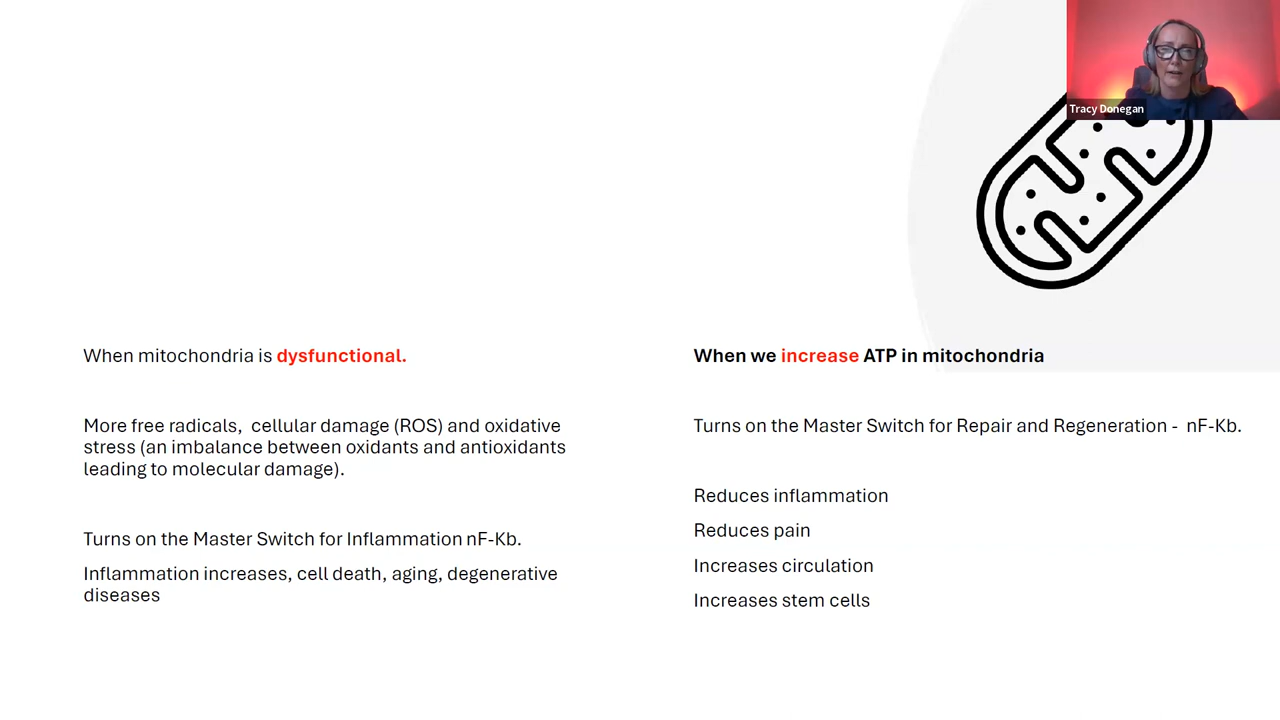 Tracy Donegan
When mitochondria is dysfunctional.
More free radicals,  cellular damage (ROS) and oxidative
stress (an imbalance between oxidants and antioxidants
leading to molecular damage).
Turns on the Master Switch for Inflammation nF-Kb.
Inflammation increases, cell death, aging, degenerative
diseases
When we increase ATP in mitochondria
Turns on the Master Switch for Repair and Regeneration -  nF-Kb.
Reduces inflammation
Reduces pain
Increases circulation
Increases stem cells